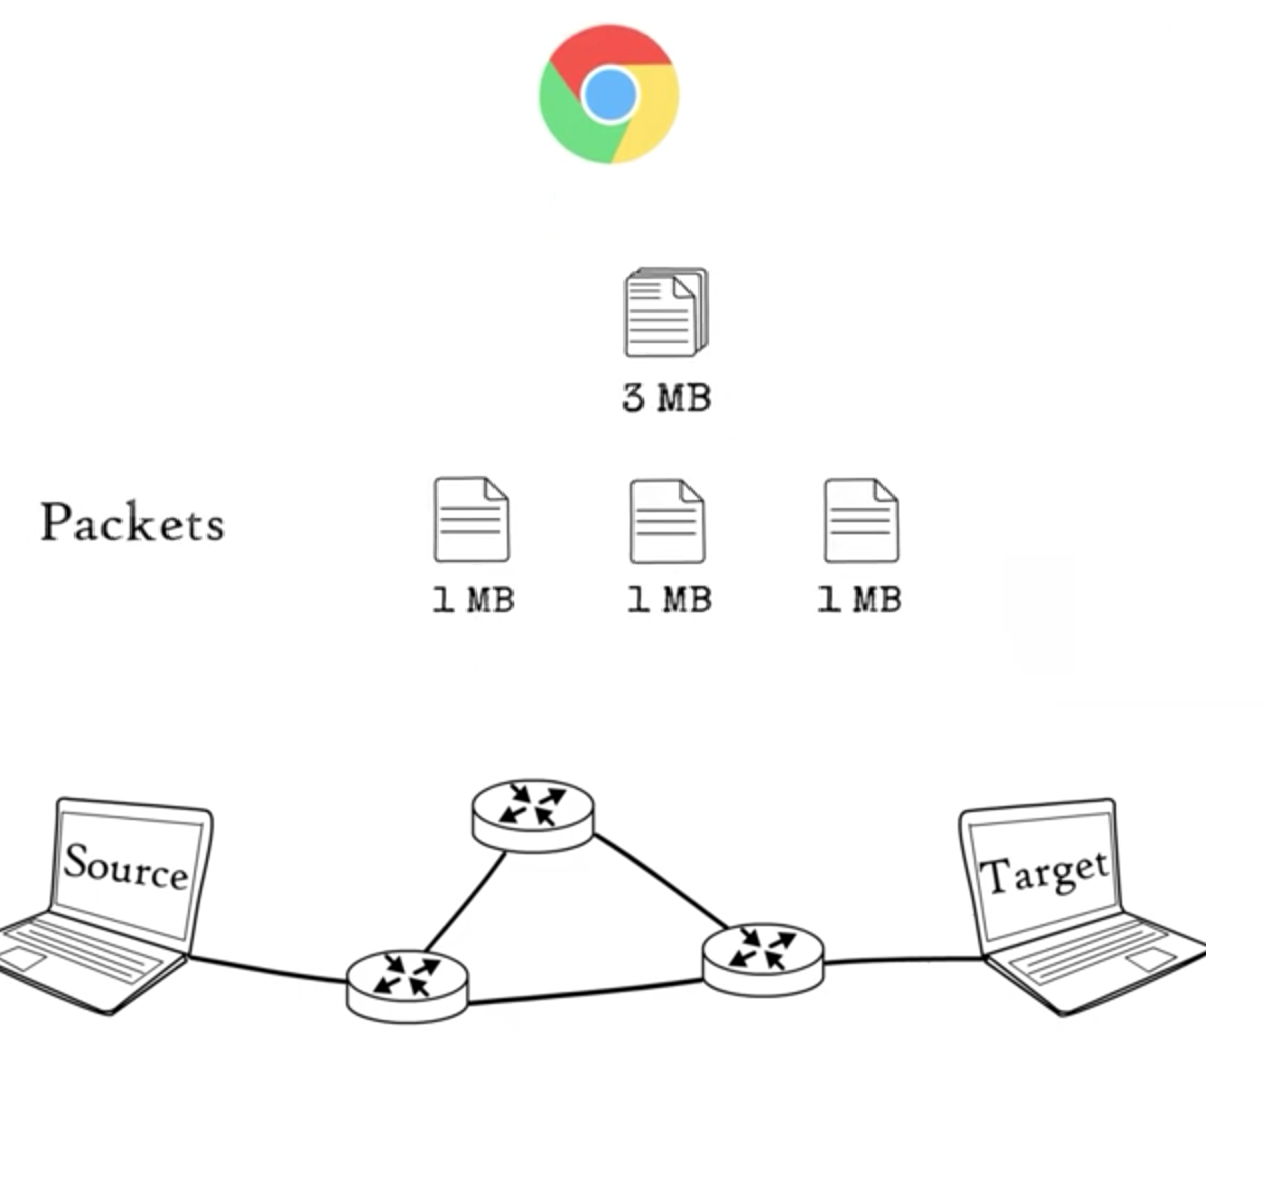 3 MB
Packets
1 MB 1 MB 1 MB
Source
Target